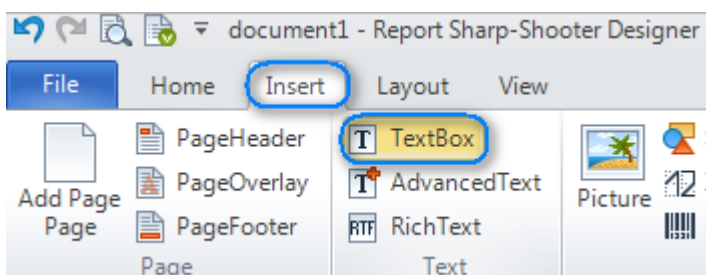 document1 - Report Sharp-Shooter Designer
File Home Insert Layout View
PageHeader T TextBox
PageOverlay T AdvancedText
Add Page Picture
Page PageFooter RTF RichText
Page Text